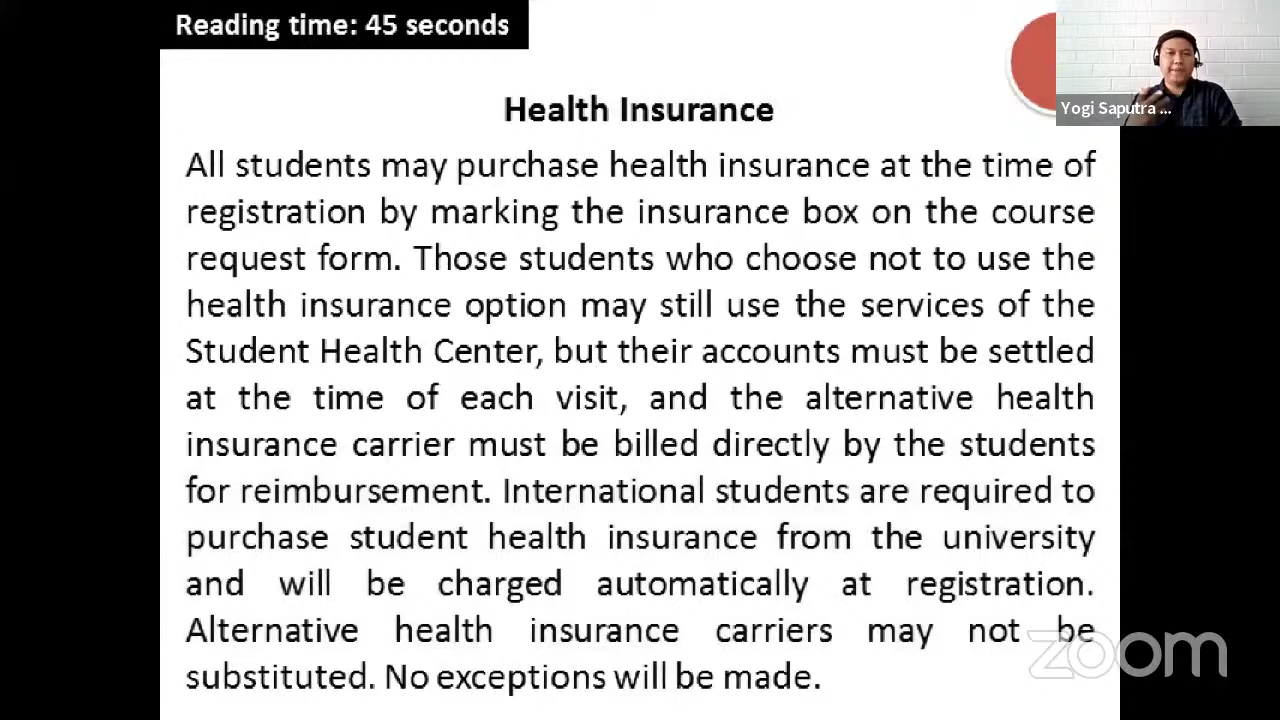 Reading time: 45 seconds
Yogi Saputra ...
Health Insurance
All students may purchase health insurance at the time of
registration by marking the insurance box on the course
request form. Those students who choose not to use the
health insurance option may still use the services of the
Student Health Center, but their accounts must be settled
at the time of each visit, and the alternative health
insurance carrier must be billed directly by the students
for reimbursement. International students are required to
purchase student health insurance from the university
and will be charged automatically at registration.
Alternative health insurance carriers may not be
substituted. No exceptions will be made.
zoom